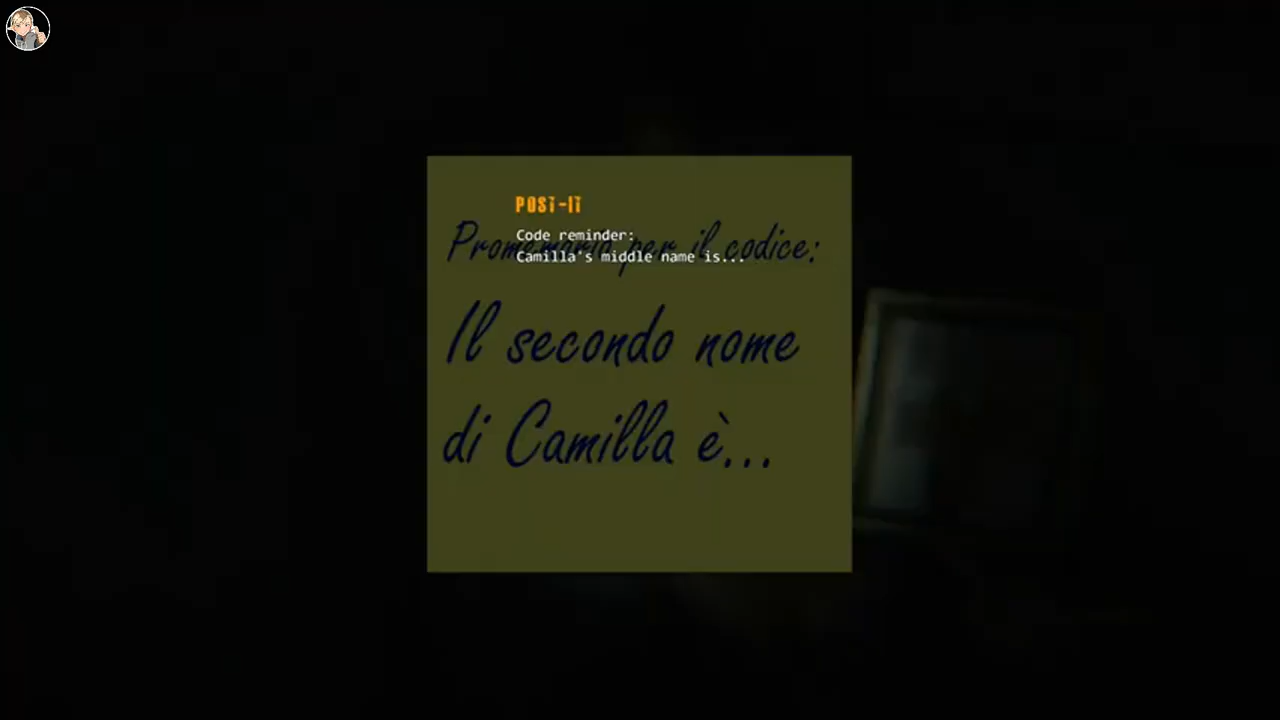 POST-IT
Code reminder:
Camilla's middle name is...
Promemoria per il codice:
Il secondo nome
di Camilla è...